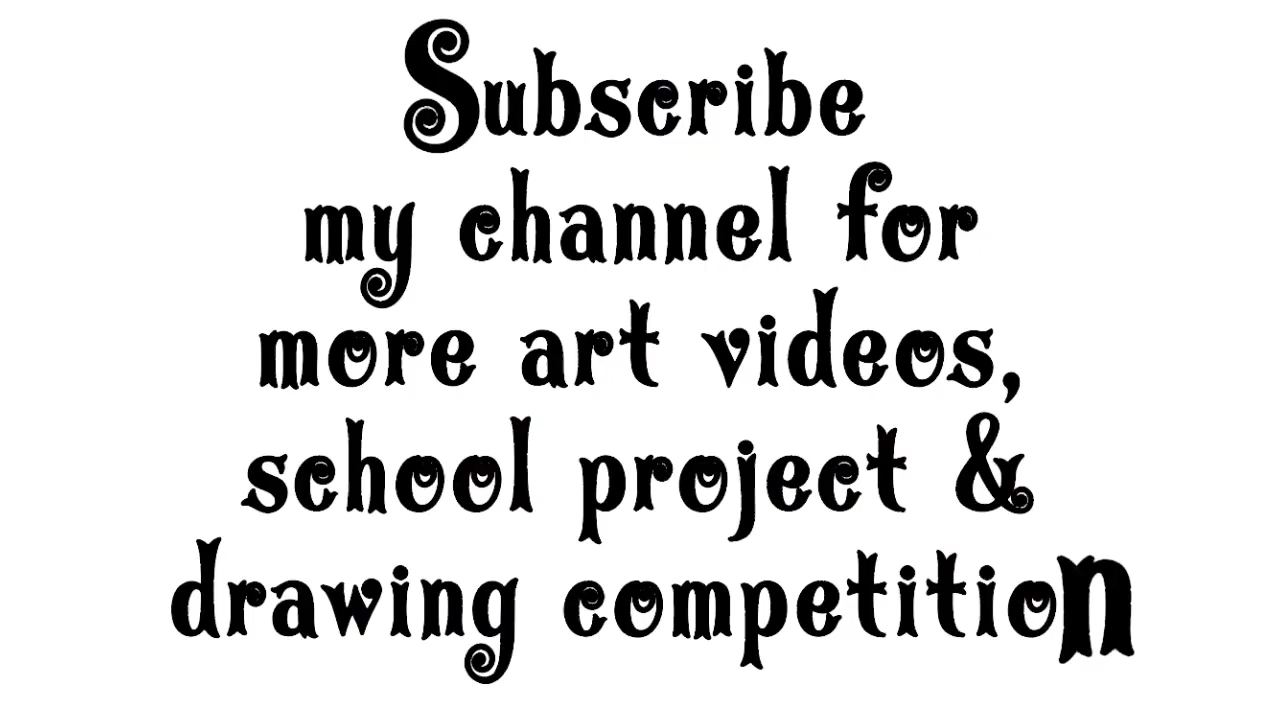 Subscribe
my channel for
more art videos,
school project &
drawing competition